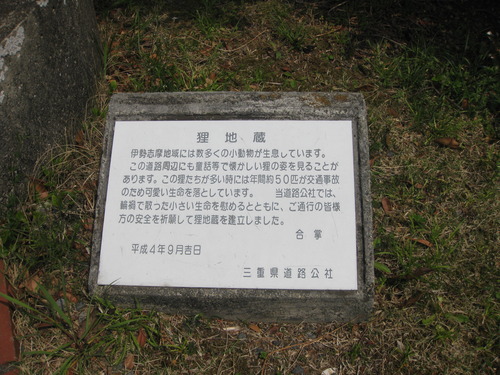 狸地蔵
伊勢志摩地域には数多くの小動物が生息しています。
この道路周辺にも童話等で懐かしい狸の姿を見ることが
あります。この狸たちが多い時には年間約50匹が交通事故
のため可愛い生命を落としています。 当道路公社では、
輪禍で散った小さい生命を慰めるとともに、ご通行の皆様
方の安全を祈願して狸地蔵を建立しました。
合掌
平成4年9月吉日
三重県道路公社